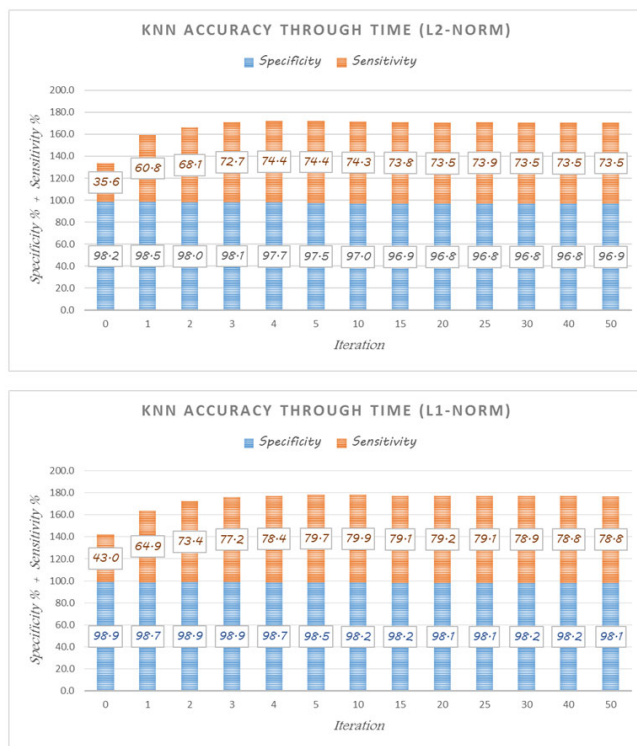 KNN ACCURACY THROUGH TIME (L2-NORM)
Specificity Sensitivity
200.0
180.0
160.0
140.0
120.0
100.0
80.0
60.0
40.0
20.0
0.0
Specificity % + Sensitivity %
35.6 60.8 68.1 72.7 74.4 74.4 74.3 73.8 73.5 73.9 73.5 73.5 73.5
98.2 98.5 98.0 98.1 97.7 97.5 97.0 96.9 96.8 96.8 96.8 96.8 96.9
0 1 2 3 4 5 10 15 20 25 30 40 50
Iteration
KNN ACCURACY THROUGH TIME (L1-NORM)
Specificity Sensitivity
200.0
180.0
160.0
140.0
120.0
100.0
80.0
60.0
40.0
20.0
0.0
Specificity % + Sensitivity %
43.0 64.9 73.4 77.2 78.4 79.7 79.9 79.1 79.2 79.1 78.9 78.8 78.8
98.9 98.7 98.9 98.9 98.7 98.5 98.2 98.2 98.1 98.1 98.2 98.2 98.1
0 1 2 3 4 5 10 15 20 25 30 40 50
Iteration